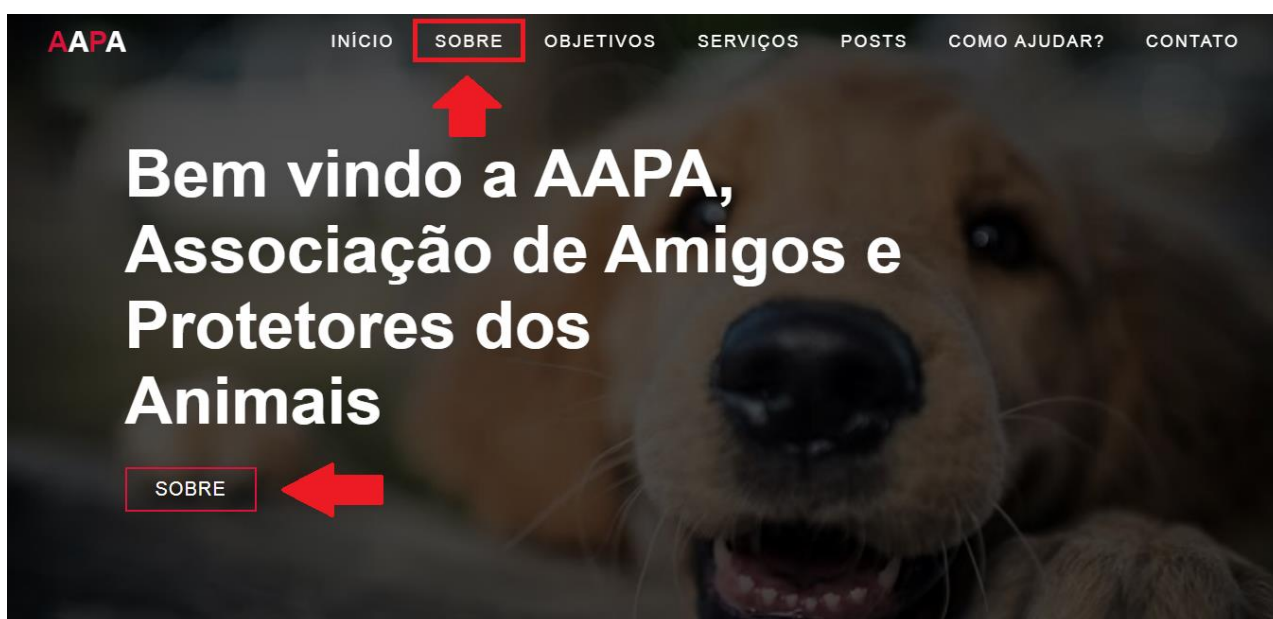 AAPA
INÍCIO SOBRE OBJETIVOS SERVIÇOS POSTS COMO AJUDAR? CONTATO
Bem vindo a AAPA,
Associação de Amigos e
Protetores dos
Animais
SOBRE